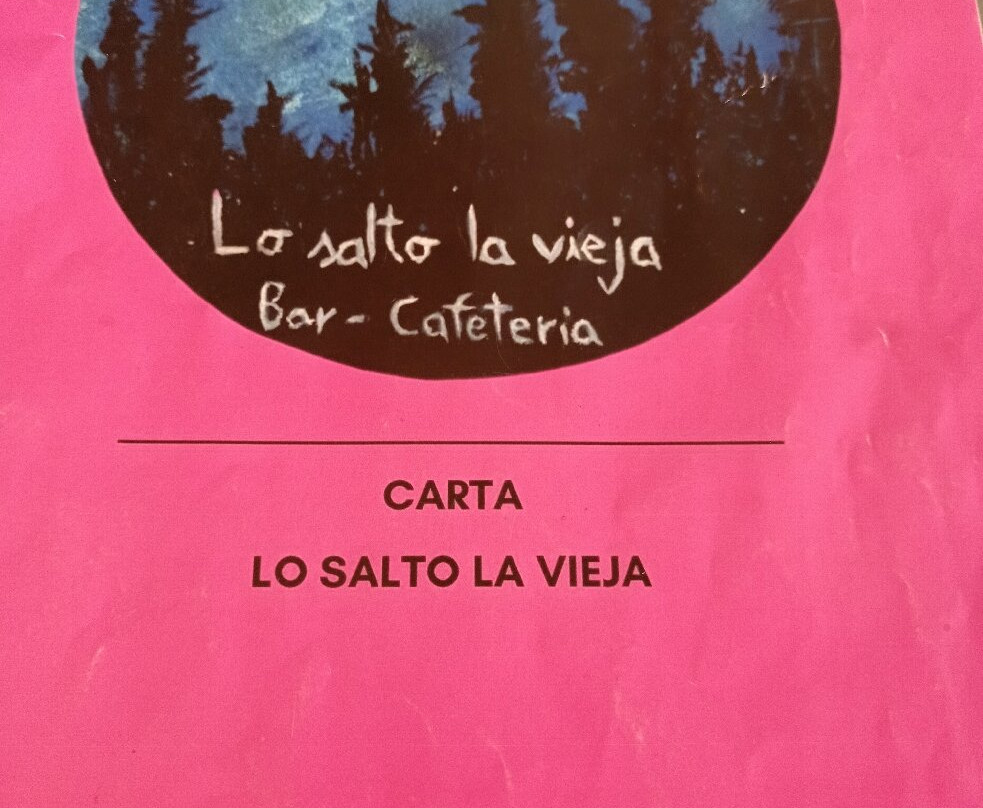 Lo salto la vieja
Bar - Cafeteria
CARTA
LO SALTO LA VIEJA